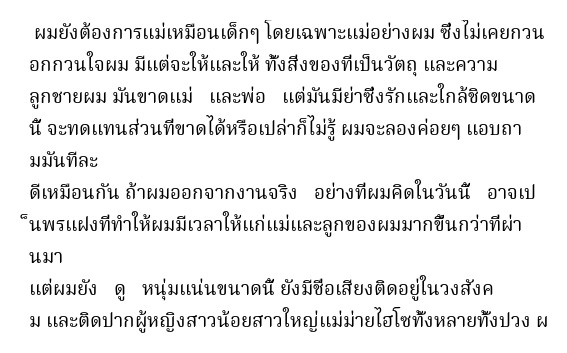 ผมยังต้องการแม่เหมือนเด็กๆ โดยเฉพาะแม่อย่างผม ซึ่งไม่เคยกวน
อกกวนใจผม มีแต่จะให้และให้ ทั้งสิ่งของที่เป็นวัตถุ และความ
ลูกชายผม มันขาดแม่ และพ่อ แต่มันมีย่าซึ่งรักและใกล้ชิดขนาด
นี้ จะทดแทนส่วนที่ขาดได้หรือเปล่าก็ไม่รู้ ผมจะลองค่อยๆ แอบถา
มมันทีละ
ดีเหมือนกัน ถ้าผมออกจากงานจริง อย่างที่ผมคิดในวันนี้ อาจเป
็นพรแฝงที่ทำให้ผมมีเวลาให้แก่แม่และลูกของผมมากขึ้นกว่าที่ผ่า
นมา
แต่ผมยัง ดู หนุ่มแน่นขนาดนี้ ยังมีชื่อเสียงติดอยู่ในวงสังค
ม และติดปากผู้หญิงสาวน้อยสาวใหญ่แม่ม่ายไฮโซทั้งหลายทั้งปวง ผ